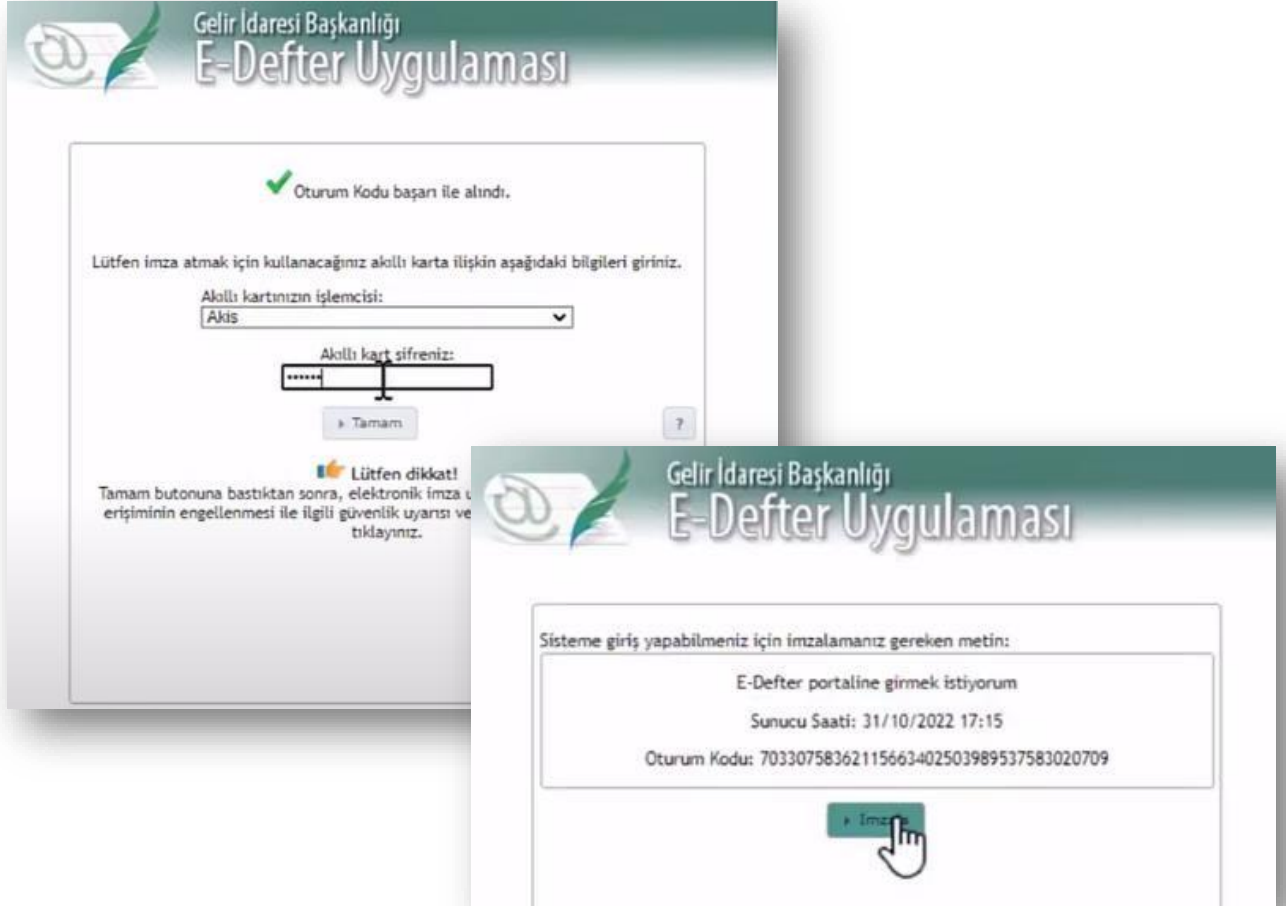 Gelir İdaresi Başkanlığı
E-Defter Uygulaması
Oturum Kodu başarı ile alındı.
Lütfen imza atmak için kullanacağınız akıllı karta ilişkin aşağıdaki bilgileri giriniz.
Akıllı kartınızın işlemcisi:
Akis
Akıllı kart şifreniz:
••••••
Tamam
?
Lütfen dikkat!
Tamam butonuna bastıktan sonra, elektronik imza u
erişiminin engellenmesi ile ilgili güvenlik uyarısı ve
tıklayınız.
Gelir İdaresi Başkanlığı
E-Defter Uygulaması
Sisteme giriş yapabilmeniz için imzalamanız gereken metin:
E-Defter portaline girmek istiyorum
Sunucu Saati: 31/10/2022 17:15
Oturum Kodu: 70330758362115663402503989537583020709